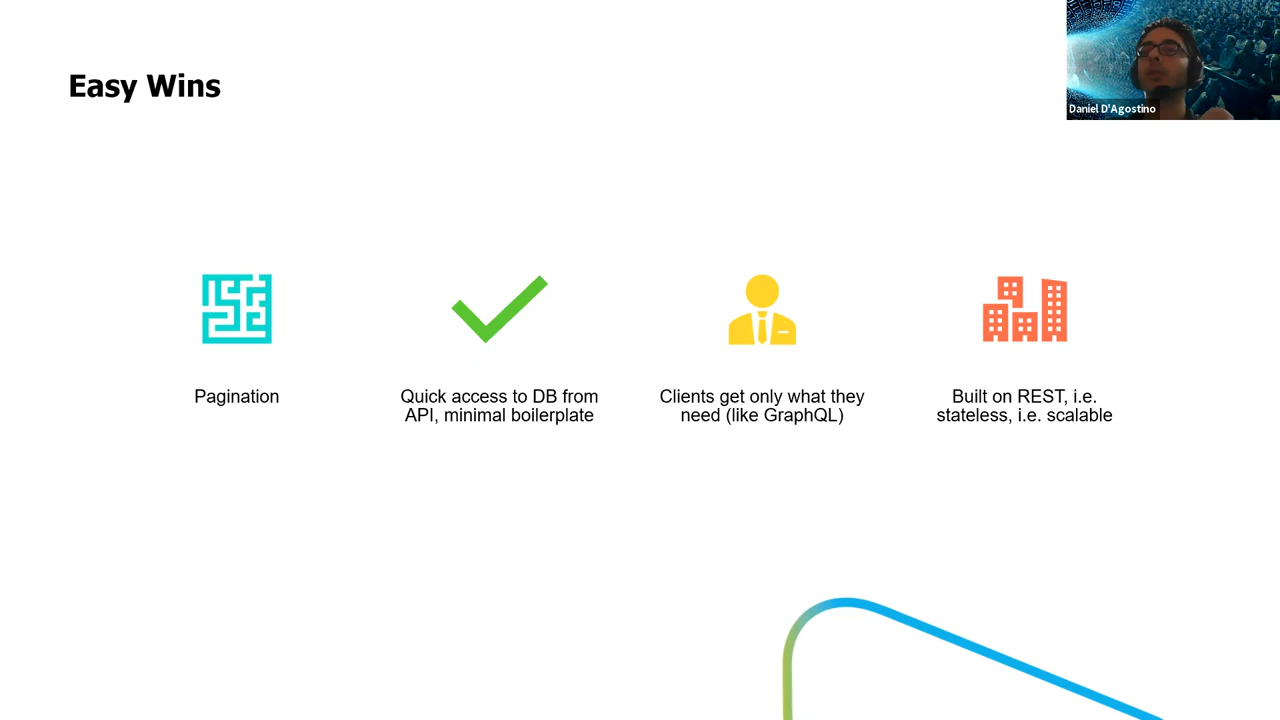 Easy Wins
Daniel D'Agostino
Pagination
Quick access to DB from
API, minimal boilerplate
Clients get only what they
need (like GraphQL)
Built on REST, i.e.
stateless, i.e. scalable